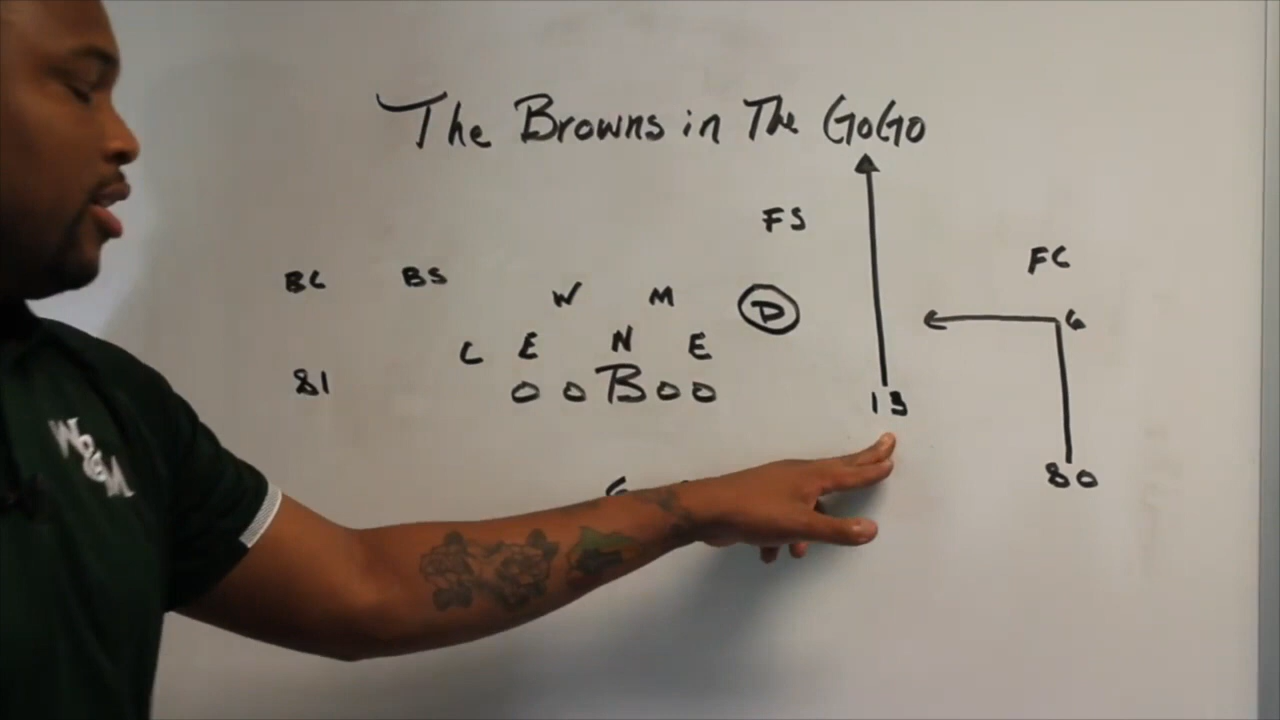 The Browns in The GoGo
FS
FC
BC BS W M D
C E N E 6
81 O O B O O 13
G 80
W&M